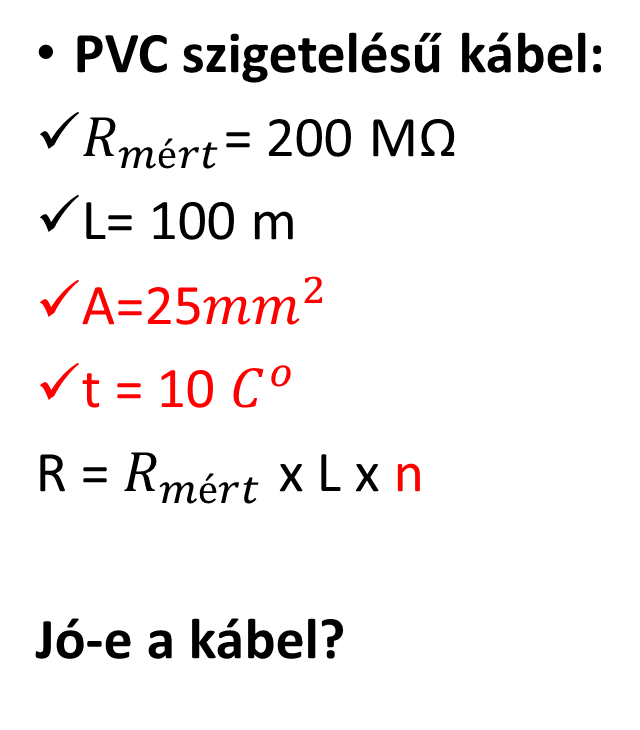 • PVC szigetelésű kábel:
✓ R_mért = 200 MΩ
✓ L= 100 m
✓ A=25mm²
✓ t = 10 C°
R = R_mért x L x n
Jó-e a kábel?